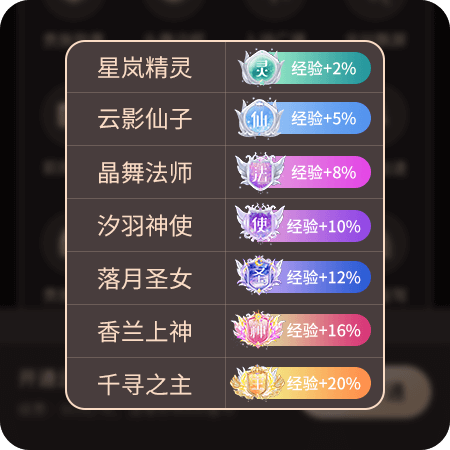 星岚精灵 灵 经验+2%
云影仙子 仙 经验+5%
晶舞法师 法 经验+8%
汐羽神使 使 经验+10%
落月圣女 圣 经验+12%
香兰上神 神 经验+16%
千寻之主 主 经验+20%